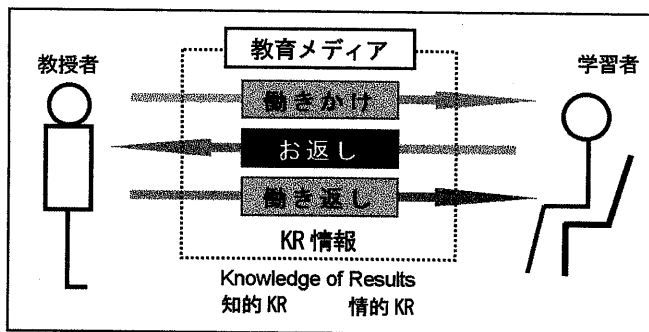 教育メディア
教授者
学習者
働きかけ
お返し
働き返し
KR 情報
Knowledge of Results
知的 KR 情的 KR